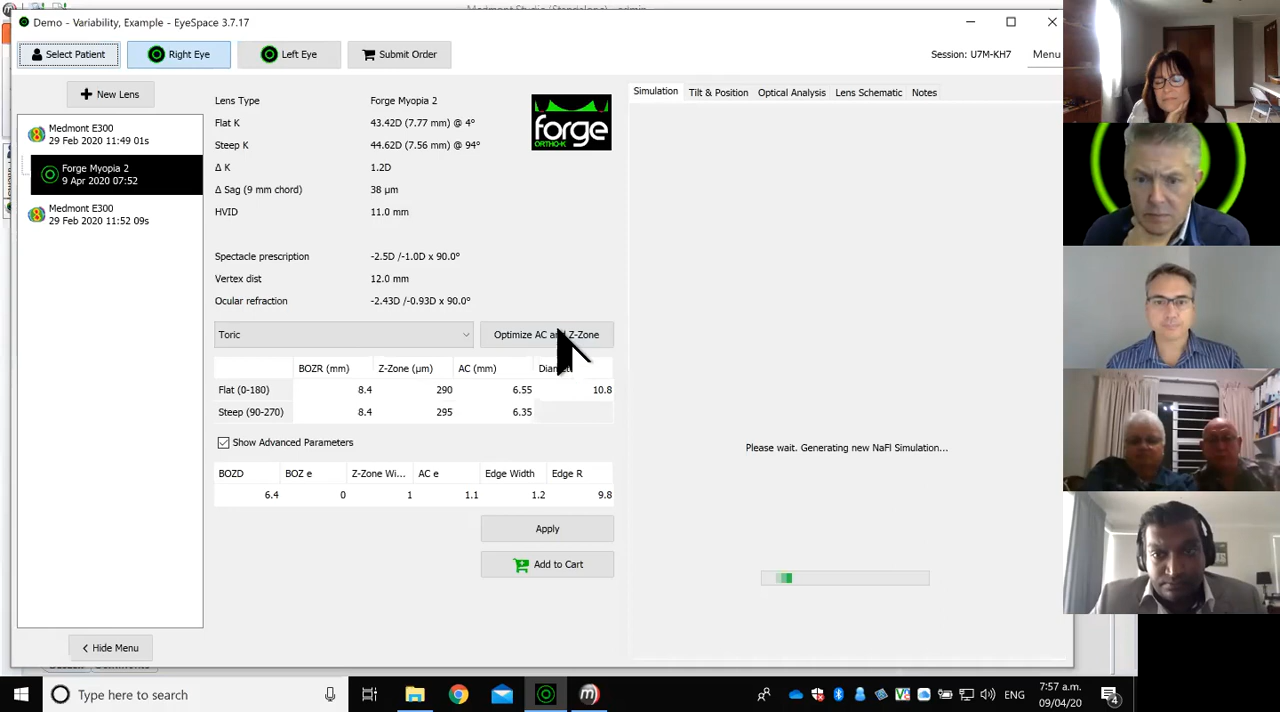 Demo - Variability, Example - EyeSpace 3.7.17
Select Patient Right Eye Left Eye Submit Order Session: U7M-KH7 Menu
New Lens
Medmont E300
29 Feb 2020 11:49 01s
Forge Myopia 2
9 Apr 2020 07:52
Medmont E300
29 Feb 2020 11:52 09s
Hide Menu
Lens Type Forge Myopia 2
Flat K 43.42D (7.77 mm) @ 4°
Steep K 44.62D (7.56 mm) @ 94°
Δ K 1.2D
Δ Sag (9 mm chord) 38 µm
HVID 11.0 mm
forge
ORTHO-K
Spectacle prescription -2.5D /-1.0D x 90.0°
Vertex dist 12.0 mm
Ocular refraction -2.43D /-0.93D x 90.0°
Toric Optimize AC and Z-Zone
BOZR (mm) Z-Zone (µm) AC (mm)
Flat (0-180) 8.4 290 6.55 10.8
Steep (90-270) 8.4 295 6.35
Show Advanced Parameters
BOZD BOZ e Z-Zone Wi... AC e Edge Width Edge R
6.4 0 1 1.1 1.2 9.8
Apply
Add to Cart
Simulation Tilt & Position Optical Analysis Lens Schematic Notes
Please wait. Generating new NaFl Simulation...
Type here to search
ENG
7:57 a.m.
09/04/20
4